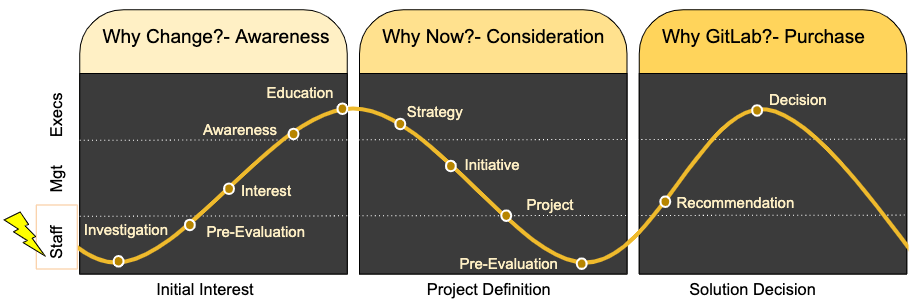 Why Change?- Awareness
Why Now?- Consideration
Why GitLab?- Purchase
Execs
Mgt
Staff
Education
Awareness
Interest
Investigation
Pre-Evaluation
Strategy
Initiative
Project
Pre-Evaluation
Decision
Recommendation
Initial Interest
Project Definition
Solution Decision